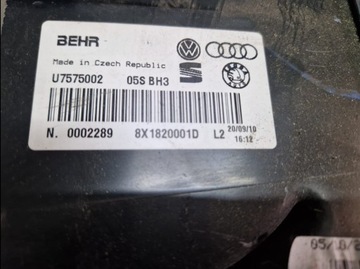 BEHR
Made in Czech Republic
U7575002 05S BH3
N. 0002289 8X1820001D L2 20/09/10
16:12